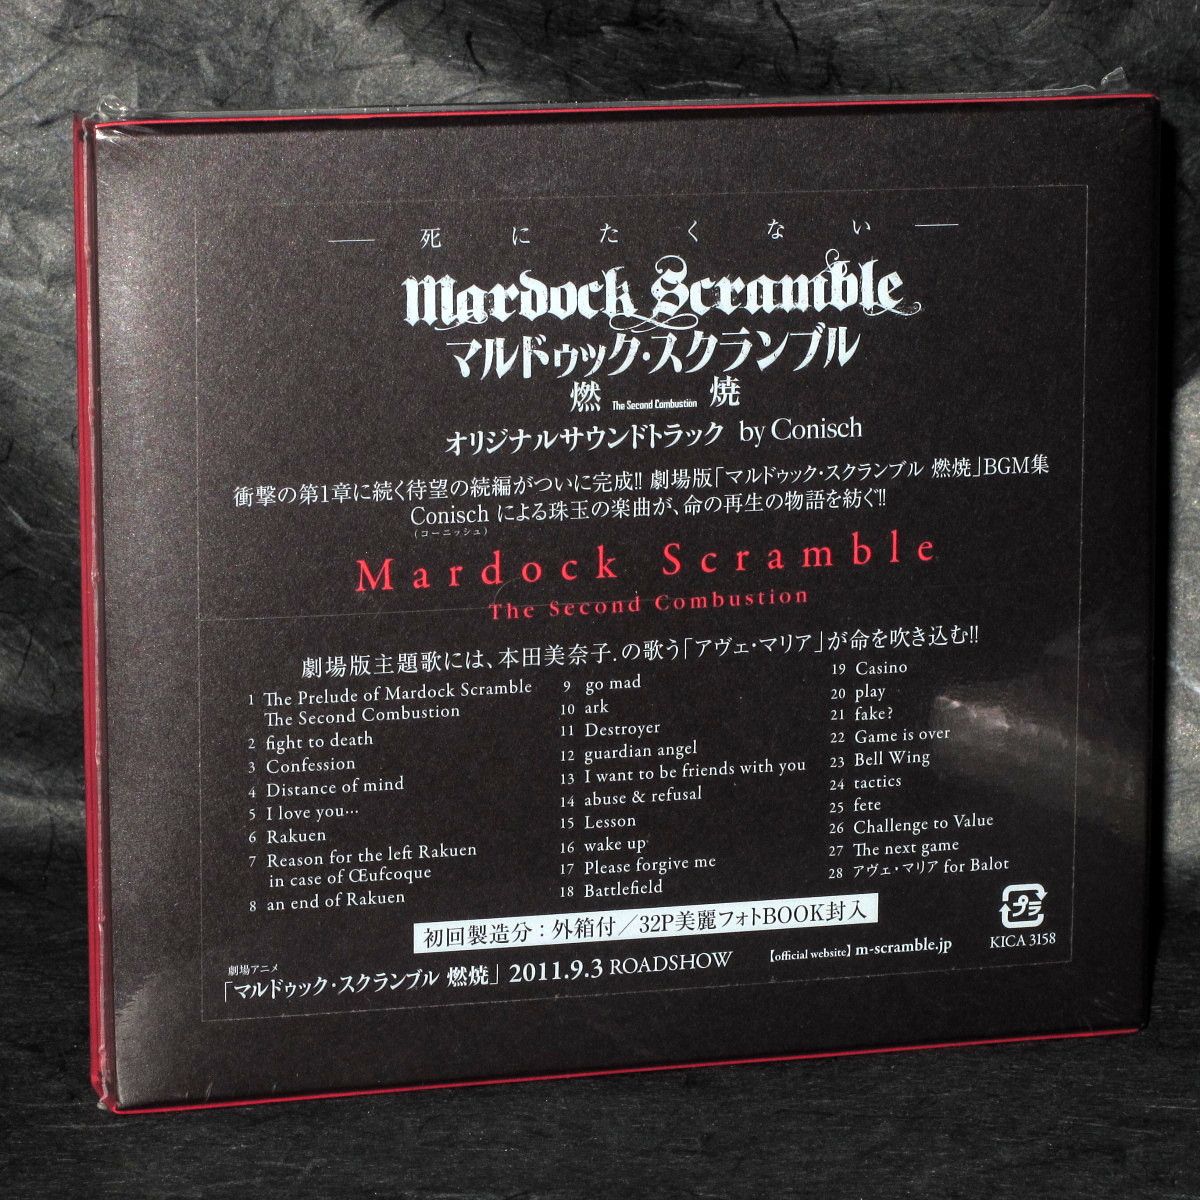 死にたくない
Mardock Scramble
マルドゥック・スクランブル
燃 The Second Combustion 焼
オリジナルサウンドトラック by Conisch
衝撃の第1章に続く待望の続編がついに完成!! 劇場版「マルドゥック・スクランブル 燃焼」BGM集
Conisch による珠玉の楽曲が、命の再生の物語を紡ぐ!!
(コーニッシュ)
Mardock Scramble
The Second Combustion
劇場版主題歌には、本田美奈子.の歌う「アヴェ・マリア」が命を吹き込む!!
1 The Prelude of Mardock Scramble
The Second Combustion
2 fight to death
3 Confession
4 Distance of mind
5 I love you…
6 Rakuen
7 Reason for the left Rakuen
in case of Œufcoque
8 an end of Rakuen
9 go mad
10 ark
11 Destroyer
12 guardian angel
13 I want to be friends with you
14 abuse & refusal
15 Lesson
16 wake up
17 Please forgive me
18 Battlefield
19 Casino
20 play
21 fake?
22 Game is over
23 Bell Wing
24 tactics
25 fete
26 Challenge to Value
27 The next game
28 アヴェ・マリア for Balot
初回製造分：外箱付／32P美麗フォトBOOK封入
プラ
KICA 3158
劇場アニメ
「マルドゥック・スクランブル 燃焼」 2011.9.3 ROADSHOW 【official website】 m-scramble.jp